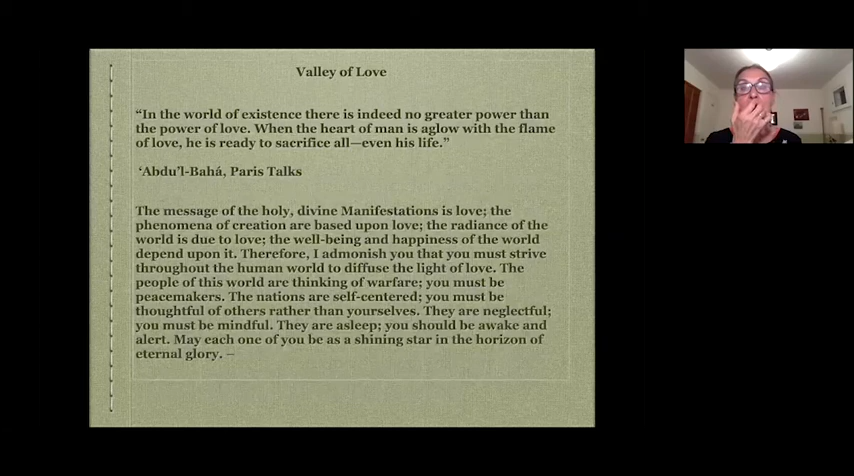 Valley of Love
“In the world of existence there is indeed no greater power than
the power of love. When the heart of man is aglow with the flame
of love, he is ready to sacrifice all—even his life.”
‘Abdu’l-Bahá, Paris Talks
The message of the holy, divine Manifestations is love; the
phenomena of creation are based upon love; the radiance of the
world is due to love; the well-being and happiness of the world
depend upon it. Therefore, I admonish you that you must strive
throughout the human world to diffuse the light of love. The
people of this world are thinking of warfare; you must be
peacemakers. The nations are self-centered; you must be
thoughtful of others rather than yourselves. They are neglectful;
you must be mindful. They are asleep; you should be awake and
alert. May each one of you be as a shining star in the horizon of
eternal glory. –